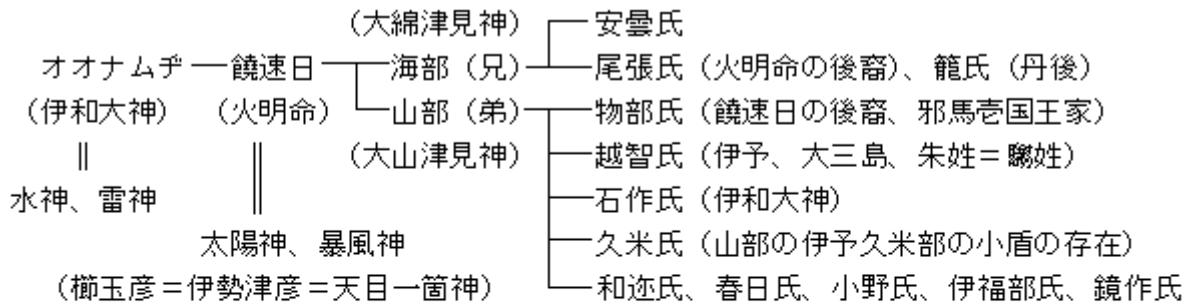 (大綿津見神) 安曇氏
オオナムヂ 饒速日 海部(兄) 尾張氏(火明命の後裔)、籠氏(丹後)
(伊和大神) (火明命) 山部(弟) 物部氏(饒速日の後裔、邪馬壱国王家)
(大山津見神) 越智氏(伊予、大三島、朱姓=姓)
水神、雷神 石作氏(伊和大神)
太陽神、暴風神 久米氏(山部の伊予久米部の小盾の存在)
(櫛玉彦=伊勢津彦=天目一箇神) 和迩氏、春日氏、小野氏、伊福部氏、鏡作氏